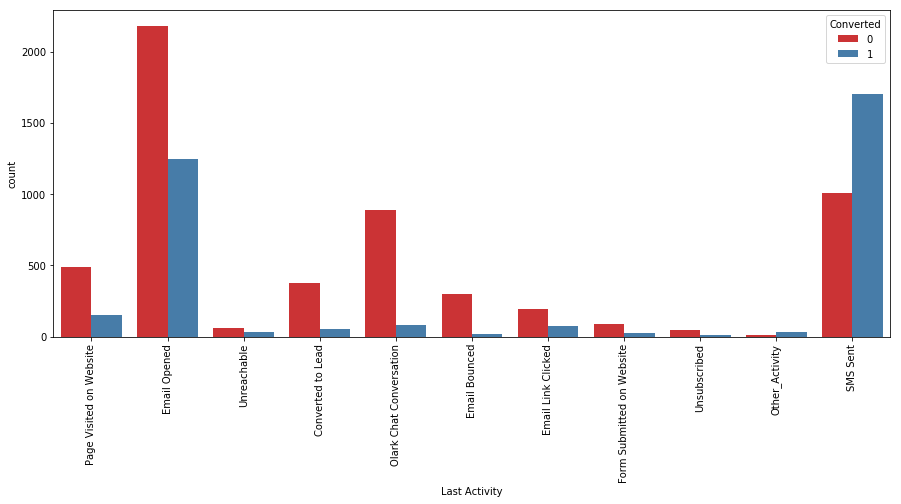 Converted
0
1
2000
1500
1000
500
0
count
Page Visited on Website
Email Opened
Unreachable
Converted to Lead
Olark Chat Conversation
Email Bounced
Email Link Clicked
Form Submitted on Website
Unsubscribed
Other_Activity
SMS Sent
Last Activity